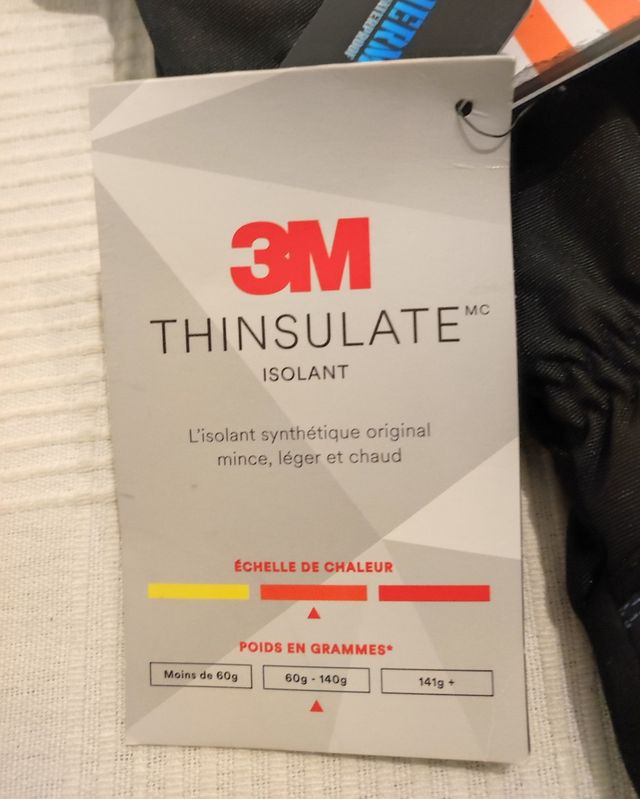 3M
THINSULATE MC
ISOLANT
L'isolant synthétique original
mince, léger et chaud
ÉCHELLE DE CHALEUR
POIDS EN GRAMMES*
Moins de 60g
60g - 140g
141g +